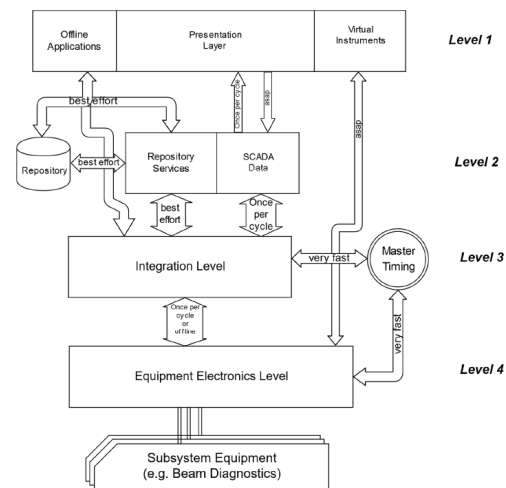 Offline
Applications
Presentation
Layer
Virtual
Instruments
Level 1
best effort
Once per cycle
asap
asap
Repository
best effort
Repository
Services
SCADA
Data
Level 2
best
effort
Once
per
cycle
Integration Level
very fast
Master
Timing
Level 3
Once per
cycle
or
offline
very fast
Equipment Electronics Level
Level 4
Subsystem Equipment
(e.g. Beam Diagnostics)